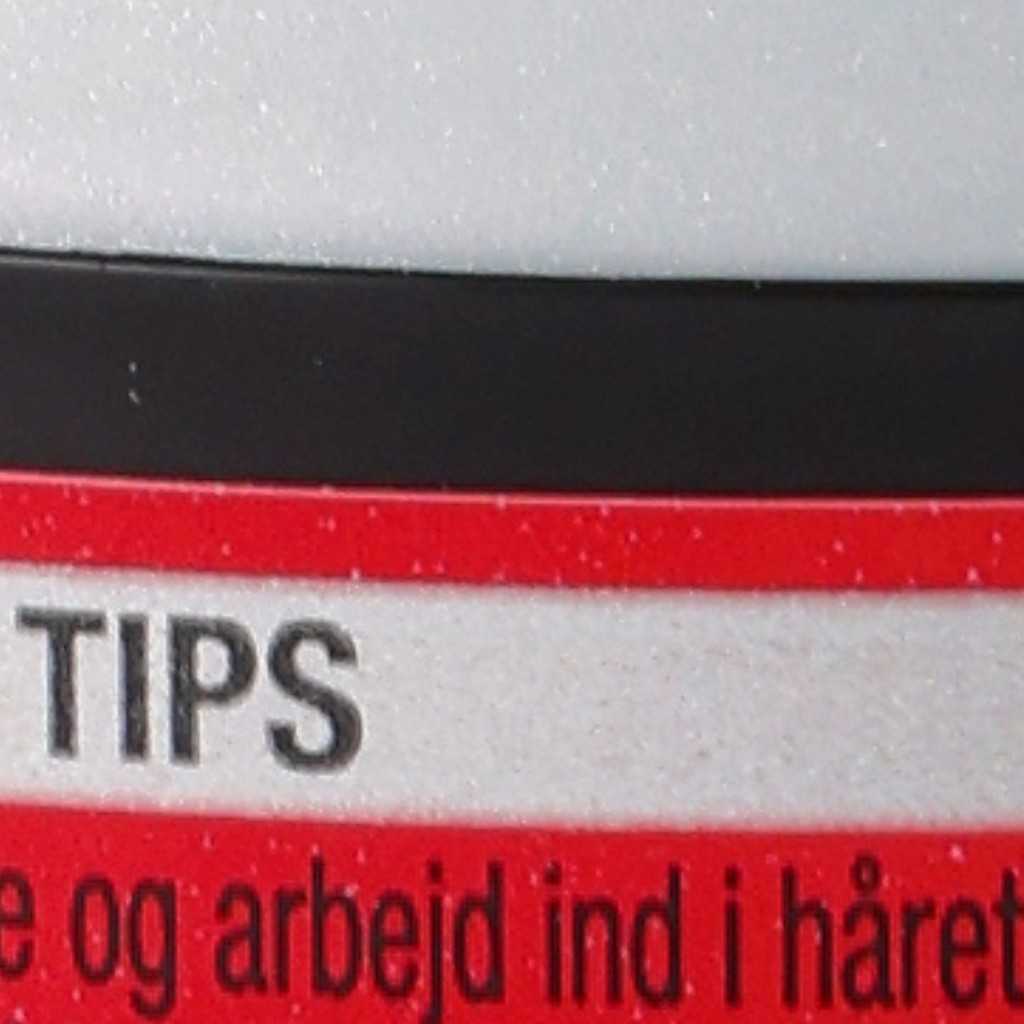 TIPS
e og arbejd ind i håret